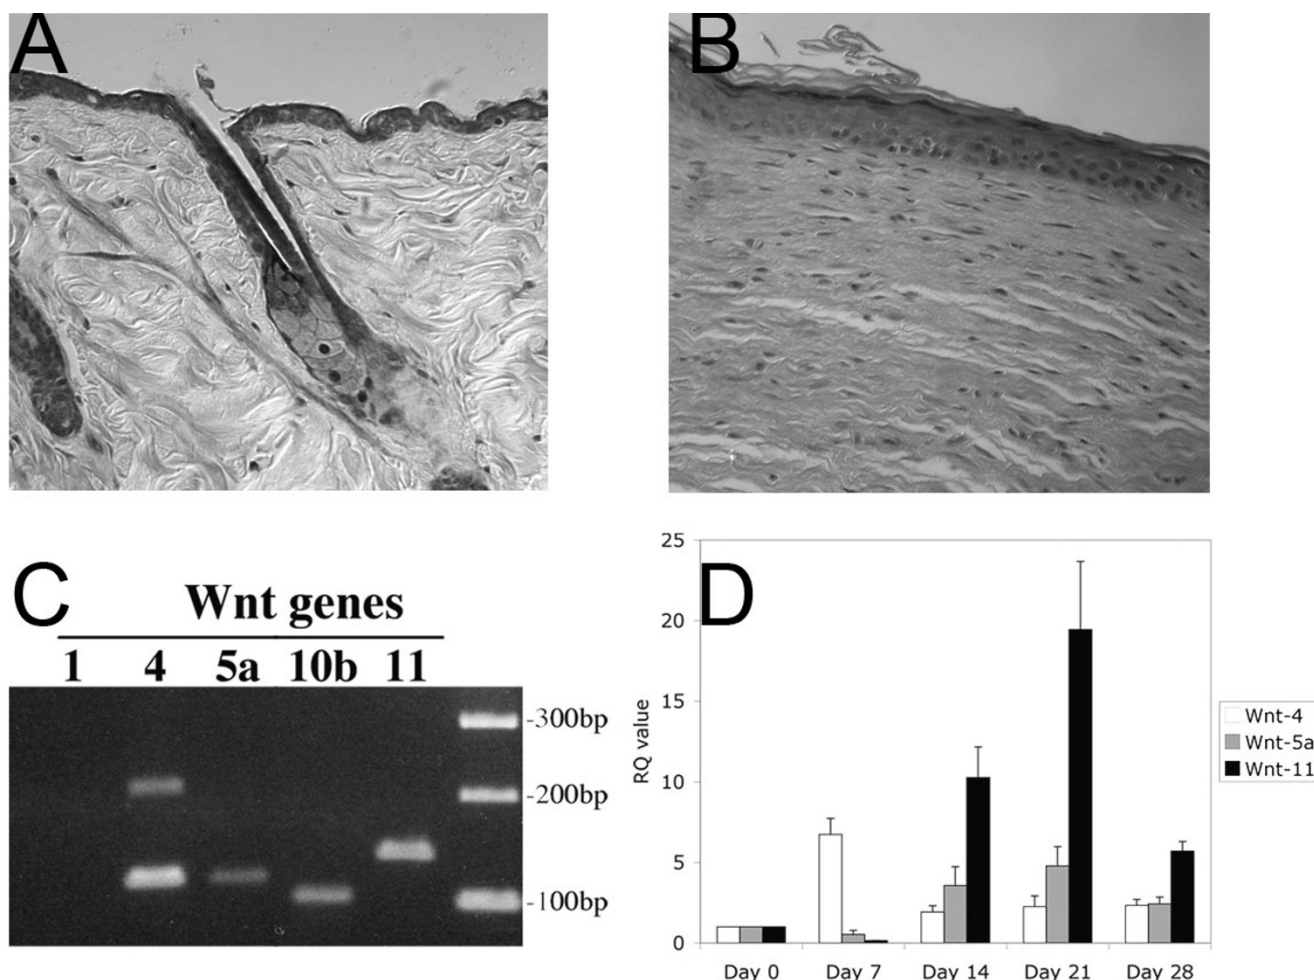 A
B
C
Wnt genes
1 4 5a 10b 11
-300bp
-200bp
-100bp
D
25
20
15
10
5
0
RQ value
Day 0 Day 7 Day 14 Day 21 Day 28
Wnt-4
Wnt-5a
Wnt-11